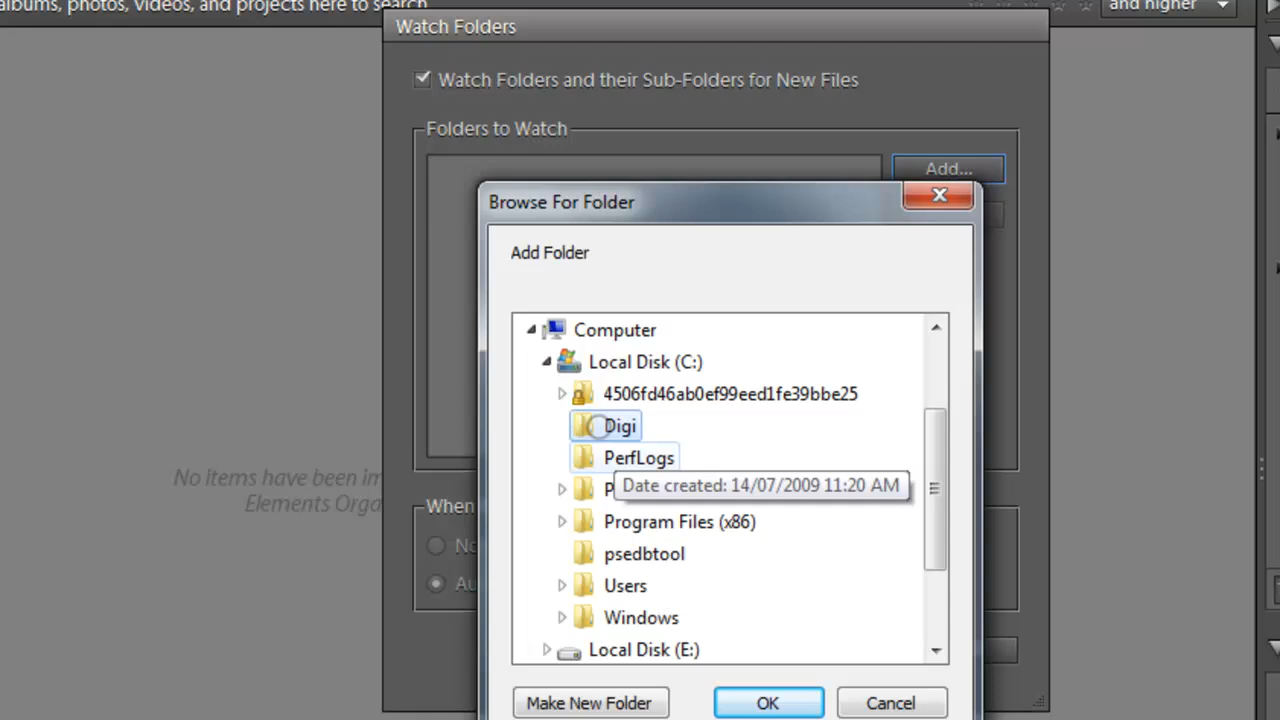 albums, photos, videos, and projects here to search
and higher
Watch Folders
Watch Folders and their Sub-Folders for New Files
Folders to Watch
Add...
Browse For Folder
Add Folder
Computer
Local Disk (C:)
4506fd46ab0ef99eed1fe39bbe25
Digi
PerfLogs
P
Date created: 14/07/2009 11:20 AM
Program Files (x86)
psedbtool
Users
Windows
Local Disk (E:)
Make New Folder
OK
Cancel
No items have been im
Elements Orga
When
No
Au